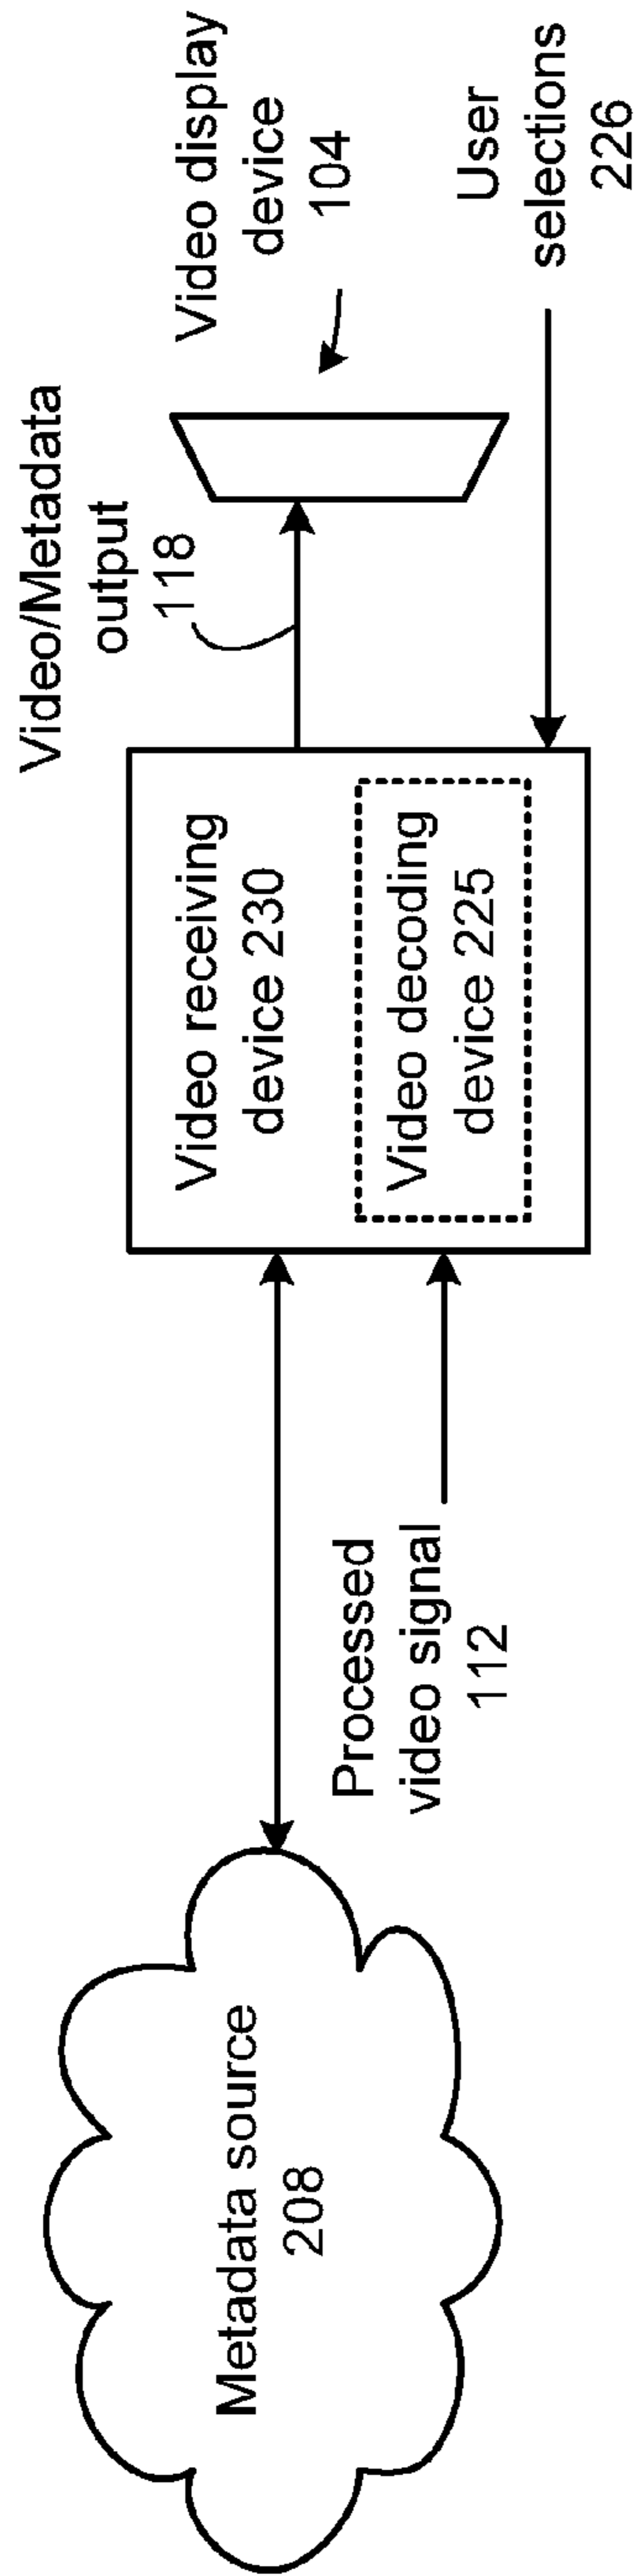 Metadata source
208
Processed
video signal
112
Video receiving
device 230
Video decoding
device 225
Video/Metadata
output
118
Video display
device
104
User
selections
226